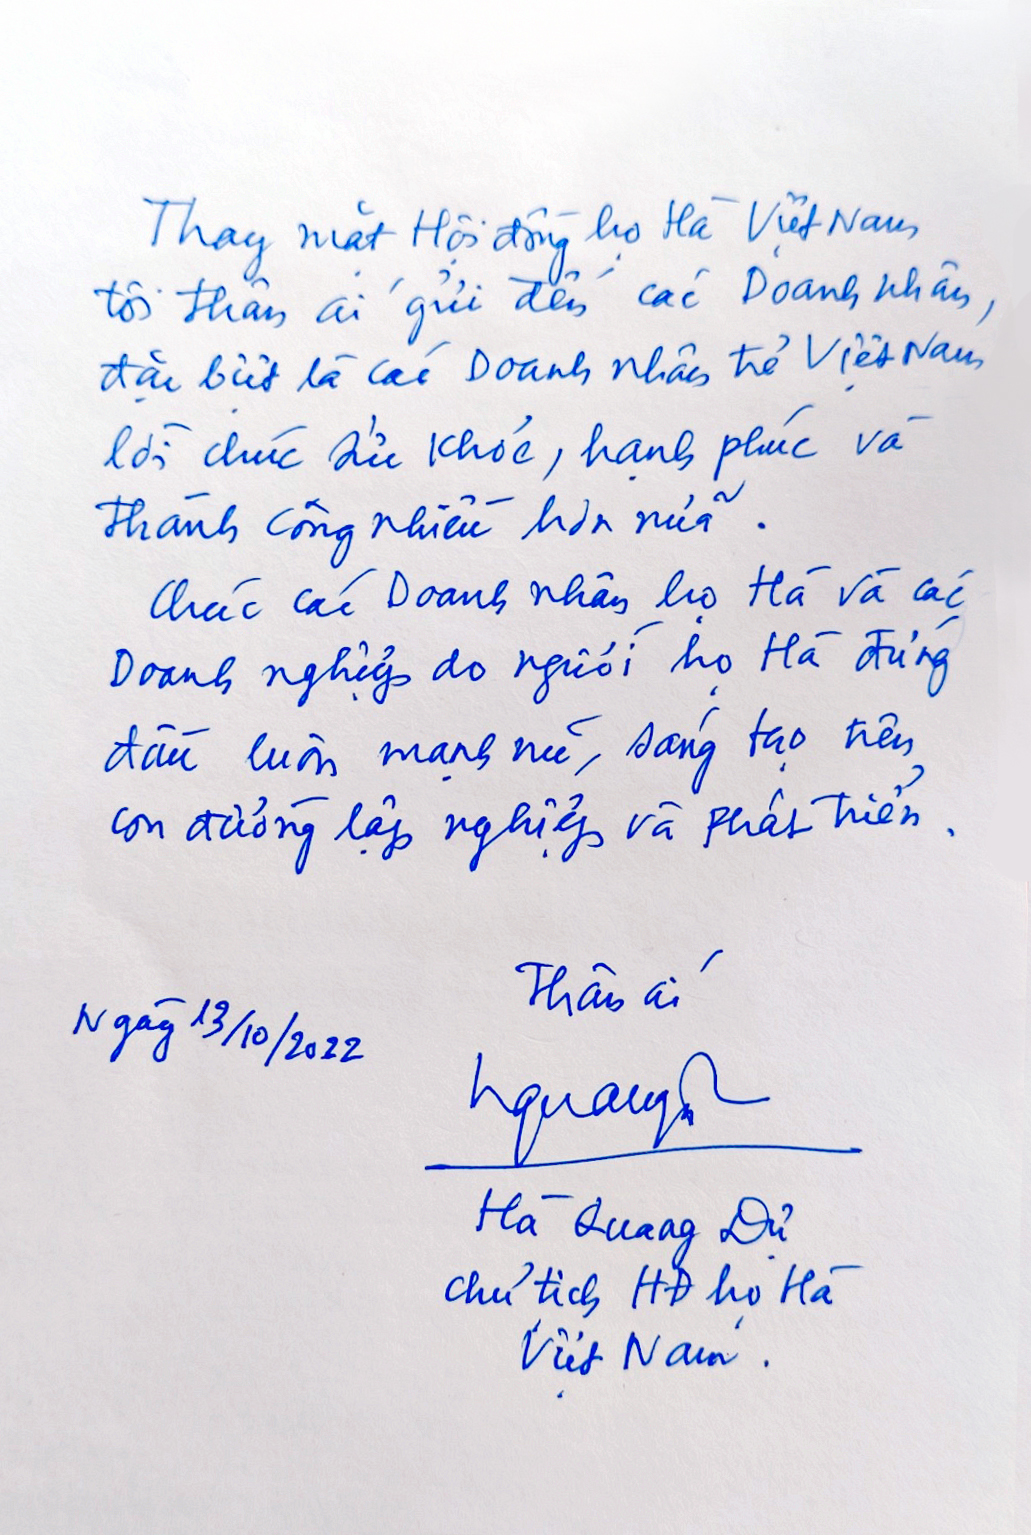 Thay mặt Hội đồng họ Hà Việt Nam
tôi thân ái gửi đến các Doanh nhân,
đặc biệt là các Doanh nhân trẻ Việt Nam
lời chúc sức khỏe, hạnh phúc và
thành công nhiều hơn nữa.
Chúc các Doanh nhân họ Hà và các
Doanh nghiệp do người họ Hà đứng
đầu luôn mạnh mẽ, sáng tạo trên
con đường lập nghiệp và phát triển.
Thân ái
Ngày 13/10/2022
Hà Quang Dự
Chủ tịch HĐ họ Hà
Việt Nam.